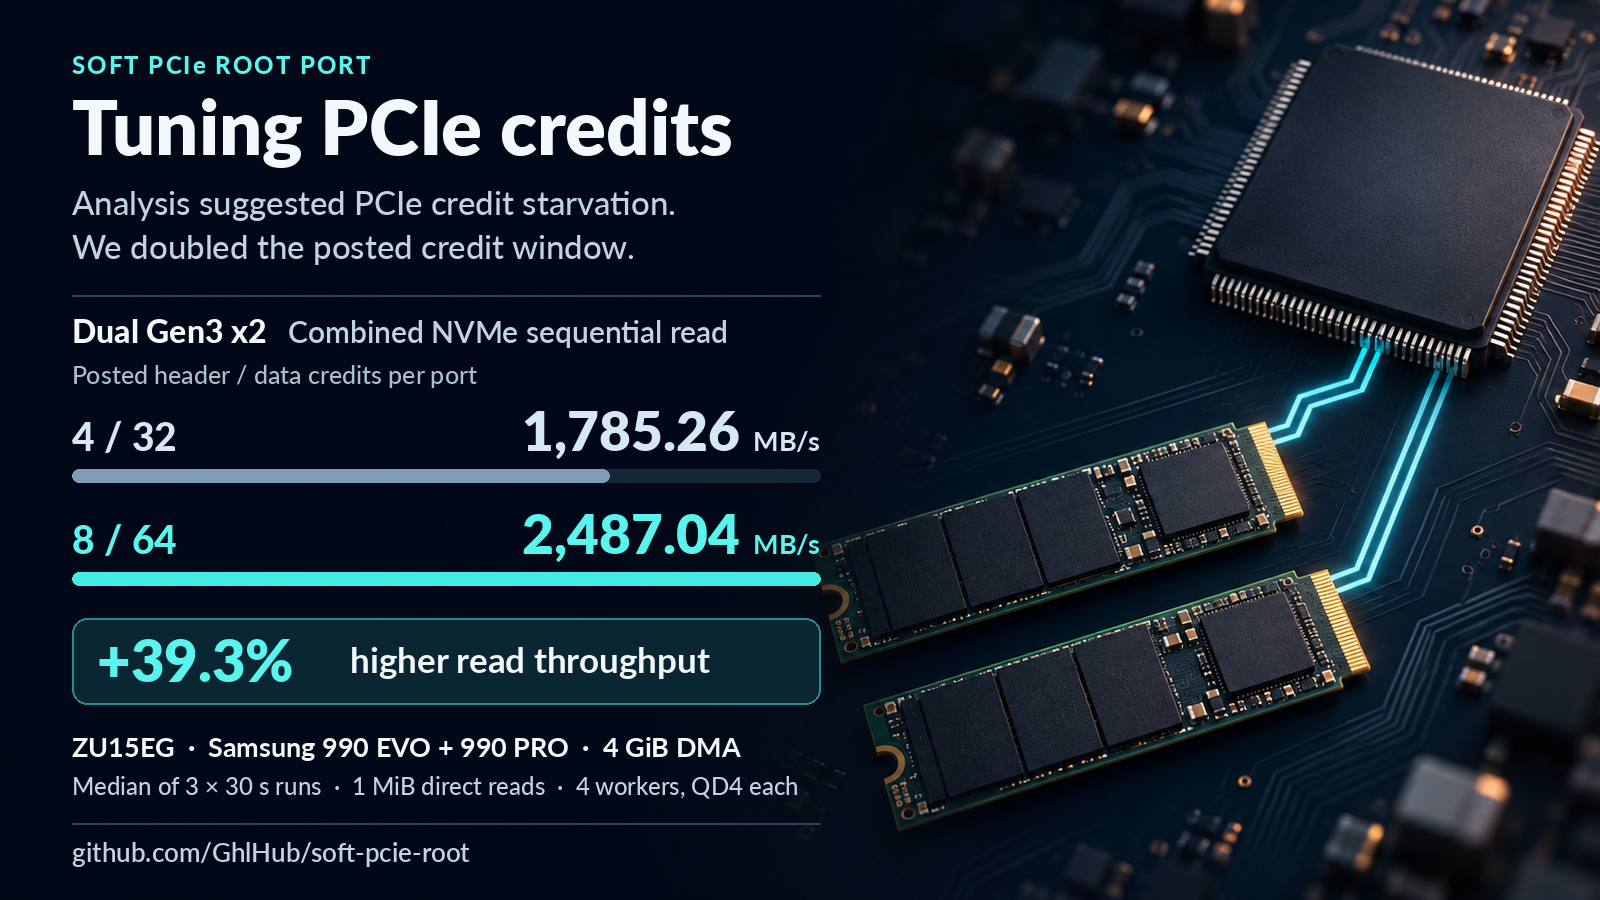 SOFT PCIe ROOT PORT
Tuning PCIe credits
Analysis suggested PCIe credit starvation.
We doubled the posted credit window.
Dual Gen3 x2 Combined NVMe sequential read
Posted header / data credits per port
4 / 32 1,785.26 MB/s
8 / 64 2,487.04 MB/s
+39.3% higher read throughput
ZU15EG · Samsung 990 EVO + 990 PRO · 4 GiB DMA
Median of 3 × 30 s runs · 1 MiB direct reads · 4 workers, QD4 each
github.com/GhlHub/soft-pcie-root